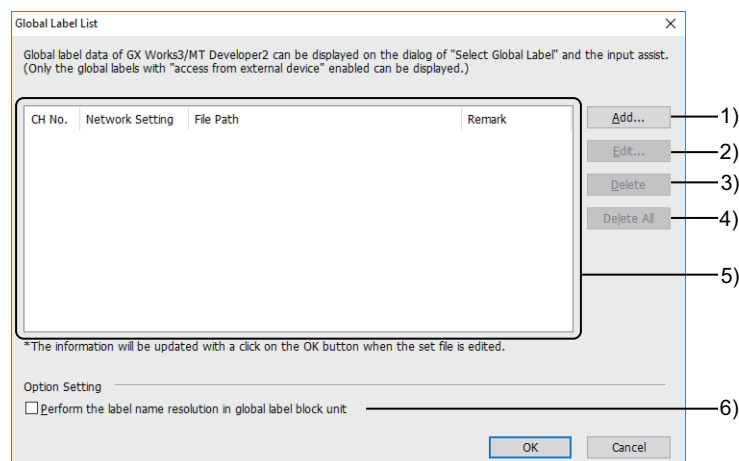 Global Label List
Global label data of GX Works3/MT Developer2 can be displayed on the dialog of "Select Global Label" and the input assist.
(Only the global labels with "access from external device" enabled can be displayed.)
CH No. Network Setting File Path Remark
Add... 1)
Edit... 2)
Delete 3)
Delete All 4)
5)
*The information will be updated with a click on the OK button when the set file is edited.
Option Setting
Perform the label name resolution in global label block unit 6)
OK Cancel